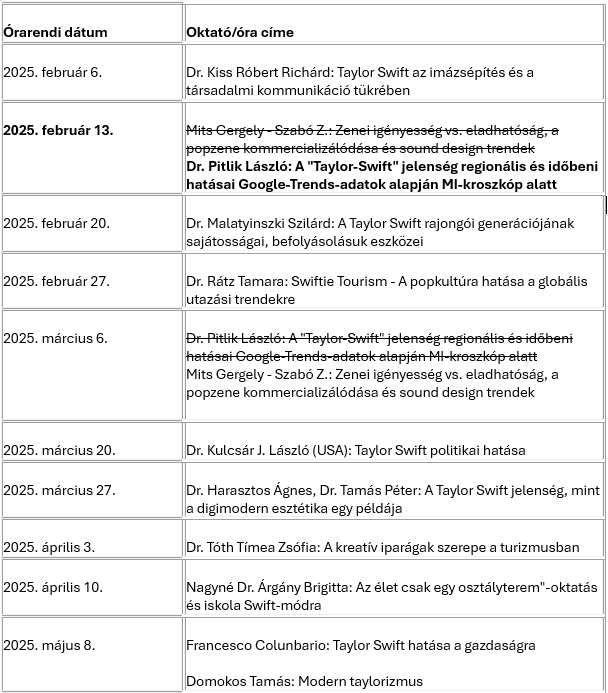 Órarendi dátum
Oktató/óra címe
2025. február 6.
Dr. Kiss Róbert Richárd: Taylor Swift az imázsépítés és a
társadalmi kommunikáció tükrében
2025. február 13.
Mits Gergely - Szabó Z.: Zenei igényesség vs. eladhatóság, a
popzene kommercializálódása és sound design trendek
Dr. Pitlik László: A "Taylor-Swift" jelenség regionális és időbeni
hatásai Google-Trends-adatok alapján MI-kroszkóp alatt
2025. február 20.
Dr. Malatyinszki Szilárd: A Taylor Swift rajongói generációjának
sajátosságai, befolyásolásuk eszközei
2025. február 27.
Dr. Rátz Tamara: Swiftie Tourism - A popkultúra hatása a globális
utazási trendekre
2025. március 6.
Dr. Pitlik László: A "Taylor-Swift" jelenség regionális és időbeni
hatásai Google-Trends-adatok alapján MI-kroszkóp alatt
Mits Gergely - Szabó Z.: Zenei igényesség vs. eladhatóság, a
popzene kommercializálódása és sound design trendek
2025. március 20.
Dr. Kulcsár J. László (USA): Taylor Swift politikai hatása
2025. március 27.
Dr. Harasztos Ágnes, Dr. Tamás Péter: A Taylor Swift jelenség, mint
a digimodern esztétika egy példája
2025. április 3.
Dr. Tóth Tímea Zsófia: A kreatív iparágak szerepe a turizmusban
2025. április 10.
Nagyné Dr. Árgány Brigitta: Az élet csak egy osztályterem"-oktatás
és iskola Swift-módra
2025. május 8.
Francesco Colunbario: Taylor Swift hatása a gazdaságra
Domokos Tamás: Modern taylorizmus